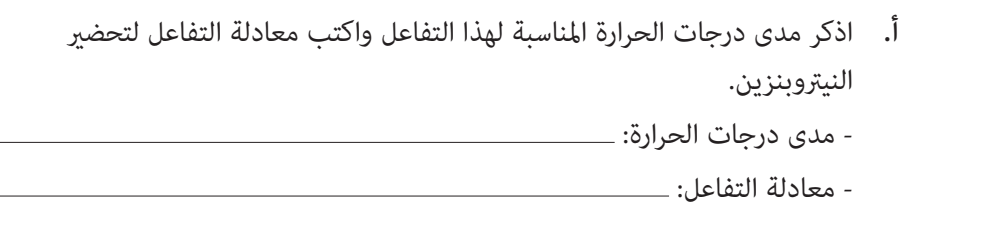 أ. اذكر مدى درجات الحرارة المناسبة لهذا التفاعل واكتب معادلة التفاعل لتحضير
النيتروبنزين.
- مدى درجات الحرارة:
- معادلة التفاعل: